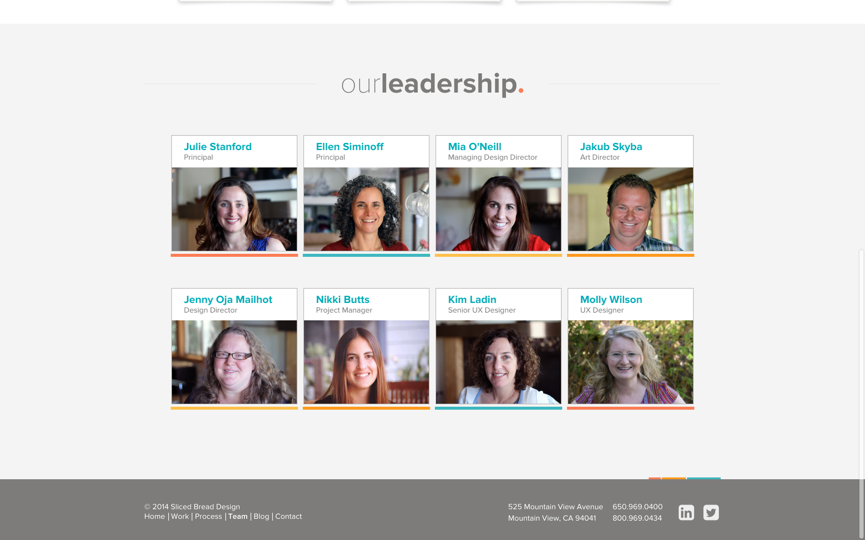 ourleadership.
Julie Stanford
Principal
Ellen Siminoff
Principal
Mia O'Neill
Managing Design Director
Jakub Skyba
Art Director
Jenny Oja Mailhot
Design Director
Nikki Butts
Project Manager
Kim Ladin
Senior UX Designer
Molly Wilson
UX Designer
© 2014 Sliced Bread Design
Home | Work | Process | Team | Blog | Contact
525 Mountain View Avenue
Mountain View, CA 94041
650.969.0400
800.969.0434
in